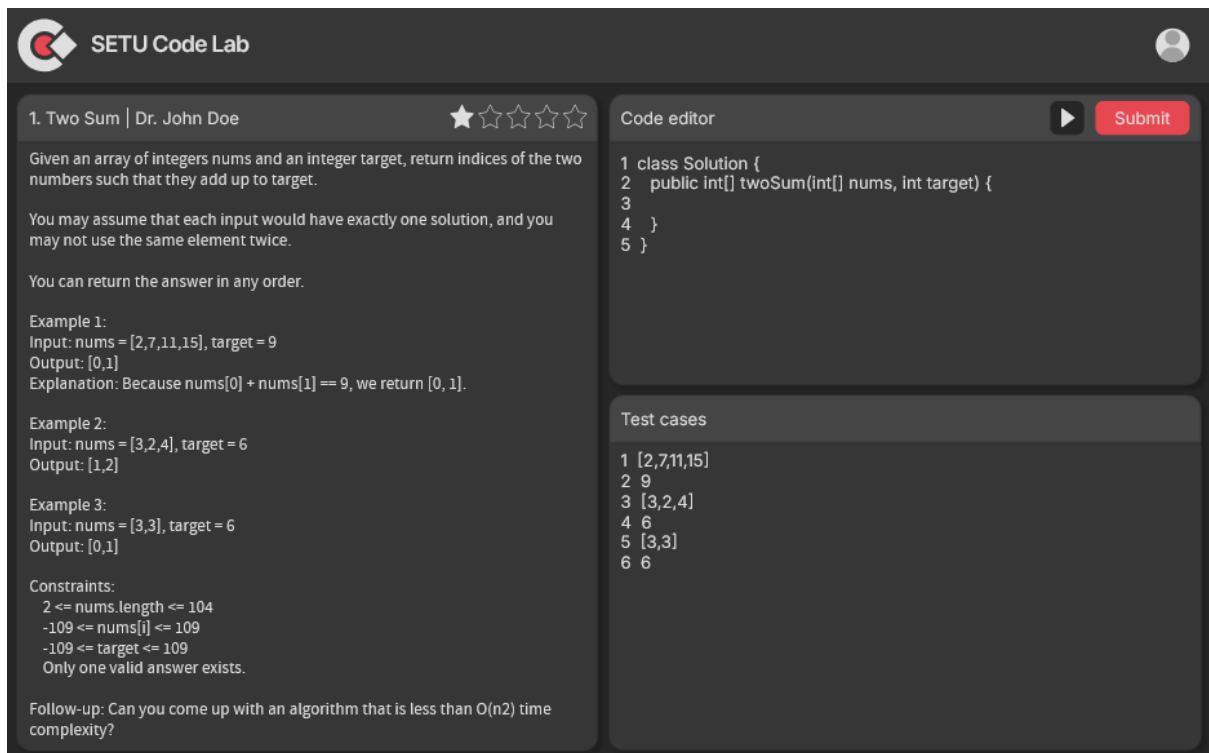 SETU Code Lab
1. Two Sum | Dr. John Doe
Given an array of integers nums and an integer target, return indices of the two
numbers such that they add up to target.
You may assume that each input would have exactly one solution, and you
may not use the same element twice.
You can return the answer in any order.
Example 1:
Input: nums = [2,7,11,15], target = 9
Output: [0,1]
Explanation: Because nums[0] + nums[1] == 9, we return [0, 1].
Example 2:
Input: nums = [3,2,4], target = 6
Output: [1,2]
Example 3:
Input: nums = [3,3], target = 6
Output: [0,1]
Constraints:
2 <= nums.length <= 104
-109 <= nums[i] <= 109
-109 <= target <= 109
Only one valid answer exists.
Follow-up: Can you come up with an algorithm that is less than O(n2) time
complexity?
Code editor
Submit
1 class Solution {
2 public int[] twoSum(int[] nums, int target) {
3
4 }
5 }
Test cases
1 [2,7,11,15]
2 9
3 [3,2,4]
4 6
5 [3,3]
6 6